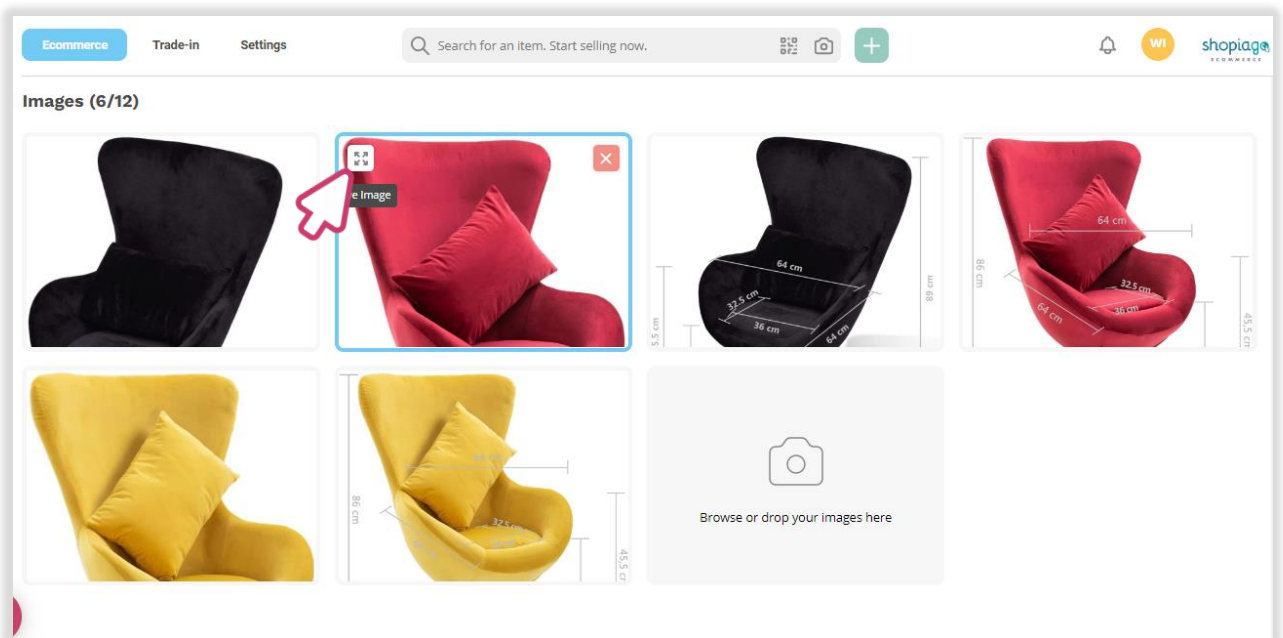 Ecommerce Trade-in Settings Search for an item. Start selling now. WI shopiago
ECOMMERCE
Images (6/12)
e Image
64 cm
32.5 cm
36 cm
64 cm
89 cm
5.5 cm
64 cm
86 cm
32.5 cm
36 cm
64 cm
45,5 cm
86 cm
32.5 cm
45,5 c
Browse or drop your images here